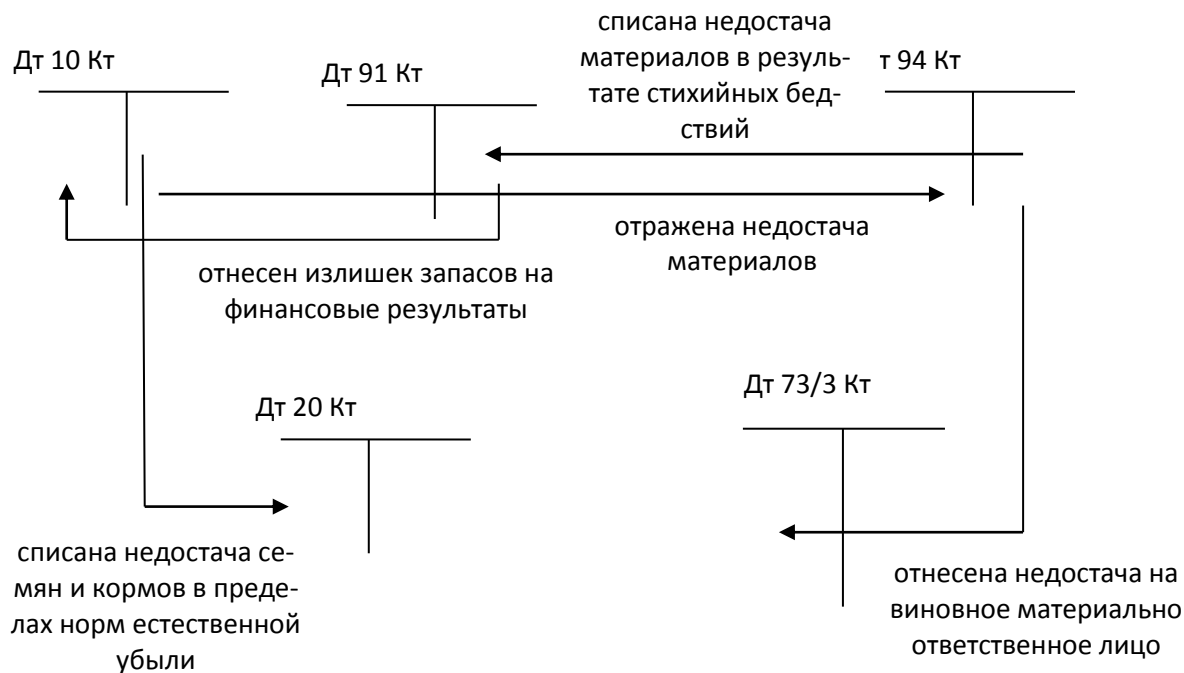 списана недостача
материалов в резуль-
тате стихийных бед-
ствий
Дт 10 Кт
Дт 91 Кт
т 94 Кт
отражена недостача
материалов
отнесен излишек запасов на
финансовые результаты
Дт 20 Кт
Дт 73/3 Кт
списана недостача се-
мян и кормов в преде-
лах норм естественной
убыли
отнесена недостача на
виновное материально
ответственное лицо